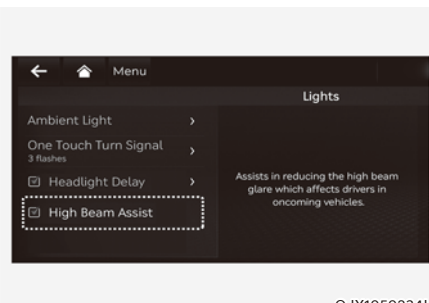 Menu
Lights
Ambient Light
One Touch Turn Signal
3 flashes
Headlight Delay
High Beam Assist
Assists in reducing the high beam
glare which affects drivers in
oncoming vehicles.